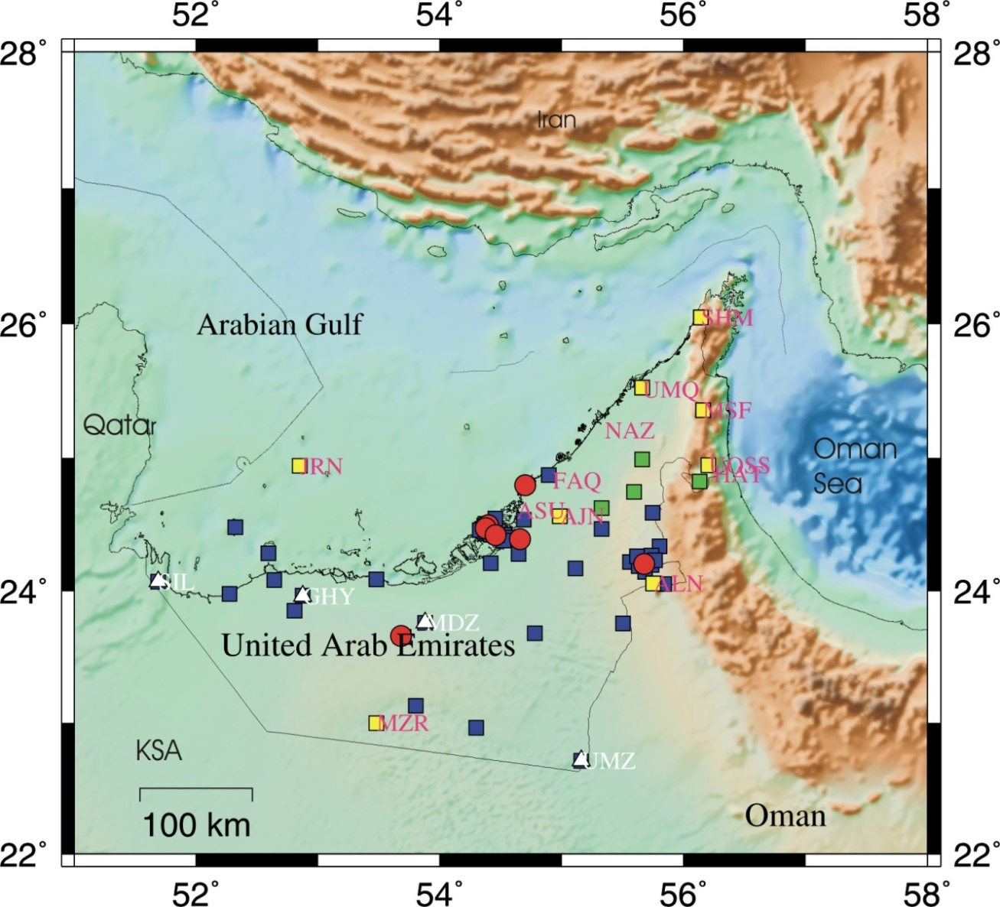 52° 54° 56° 58°
28° 28°
Iran
SHM
26° 26°
Arabian Gulf
UMQ
MSF
Qatar
NAZ
Oman
Sea
JRN
UOSS
HAT
FAQ
ASU
AJN
SIL
ALN
24° 24°
GHY
MDZ
United Arab Emirates
MZR
KSA
UMZ
100 km
Oman
22° 22°
52° 54° 56° 58°